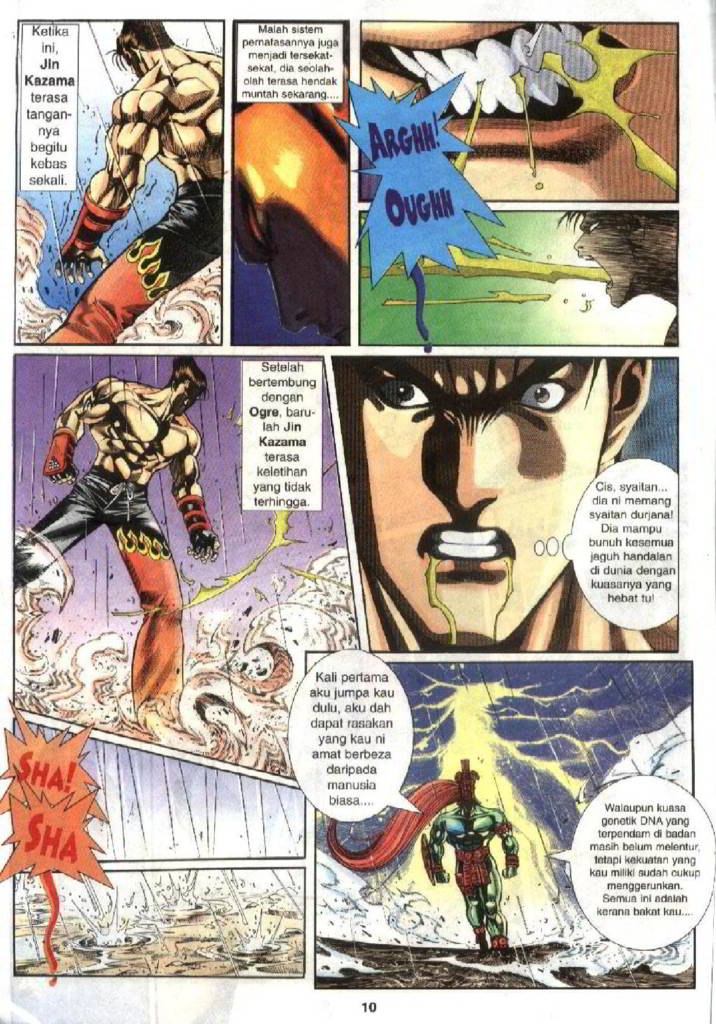 Ketika
ini,
Jin
Kazama
terasa
tangan-
nya
begitu
kebas
sekali.
Malah sistem
pernafasannya juga
menjadi tersekat-
sekat, dia seolah-
olah terasa hendak
muntah sekarang....
ARGHH!
OUGHH
Setelah
bertembung
dengan
Ogre, baru-
lah Jin
Kazama
terasa
keletihan
yang tidak
terhingga.
Cis, syaitan...
dia ni memang
syaitan durjana!
Dia mampu
bunuh kesemua
jaguh handalan
di dunia dengan
kuasanya yang
hebat tu!
SHA!
SHA
Kali pertama
aku jumpa kau
dulu, aku dah
dapat rasakan
yang kau ni
amat berbeza
daripada
manusia
biasa....
Walaupun kuasa
genetik DNA yang
terpendam di badan
masih belum melentur,
tetapi kekuatan yang
kau miliki sudah cukup
menggerunkan.
Semua ini adalah
kerana bakat kau....
10